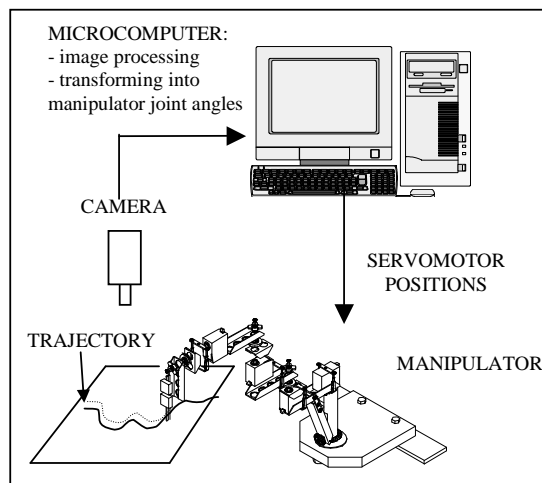 MICROCOMPUTER:
- image processing
- transforming into
manipulator joint angles
CAMERA
SERVOMOTOR
POSITIONS
TRAJECTORY
MANIPULATOR